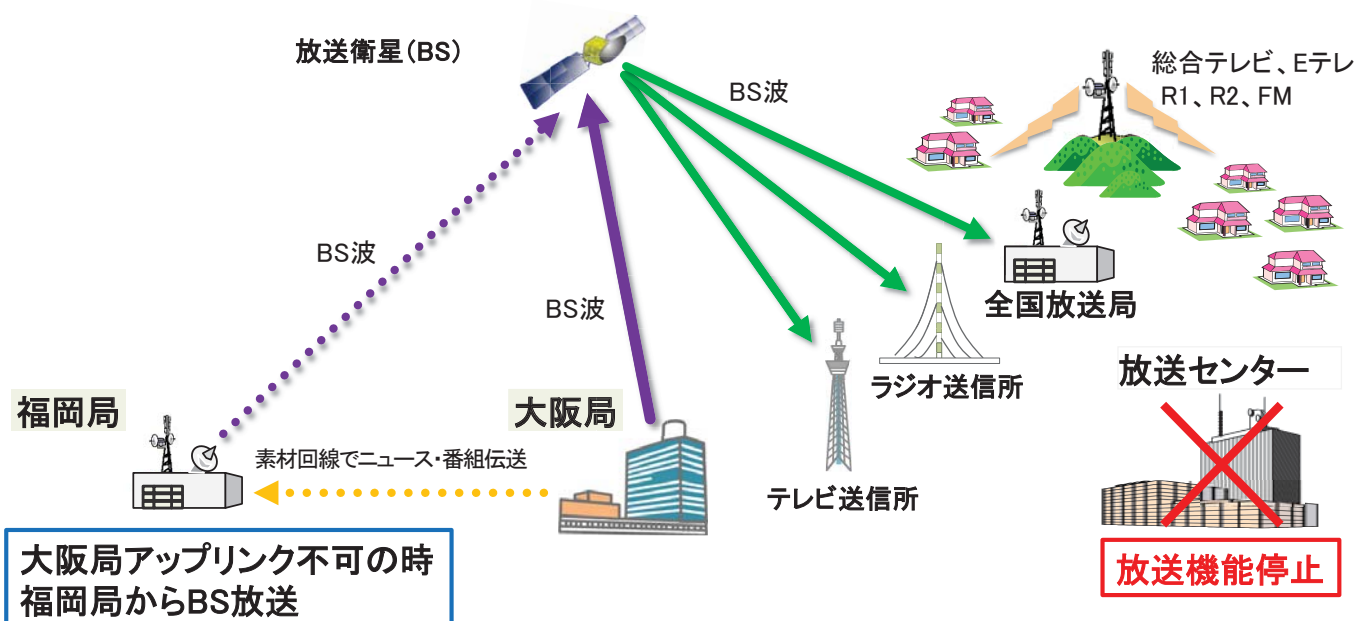 放送衛星(BS)
BS波
総合テレビ、Eテレ
R1、R2、FM
BS波
BS波
全国放送局
ラジオ送信所
テレビ送信所
放送センター
放送機能停止
福岡局
大阪局
素材回線でニュース・番組伝送
大阪局アップリンク不可の時
福岡局からBS放送